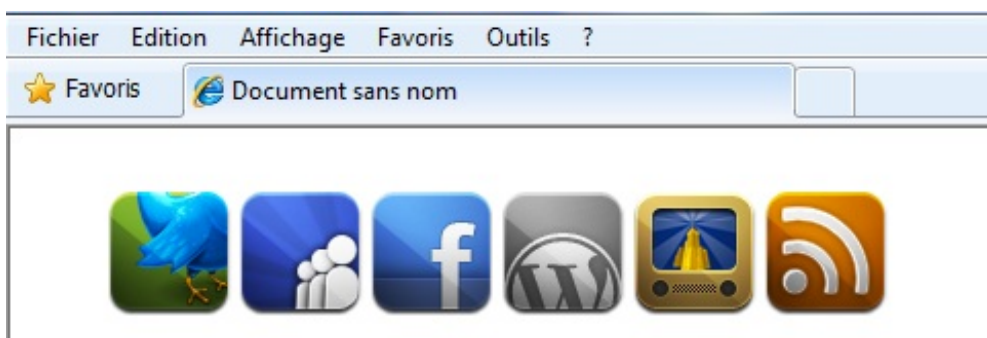 Fichier Edition Affichage Favoris Outils ?
Favoris Document sans nom
f W